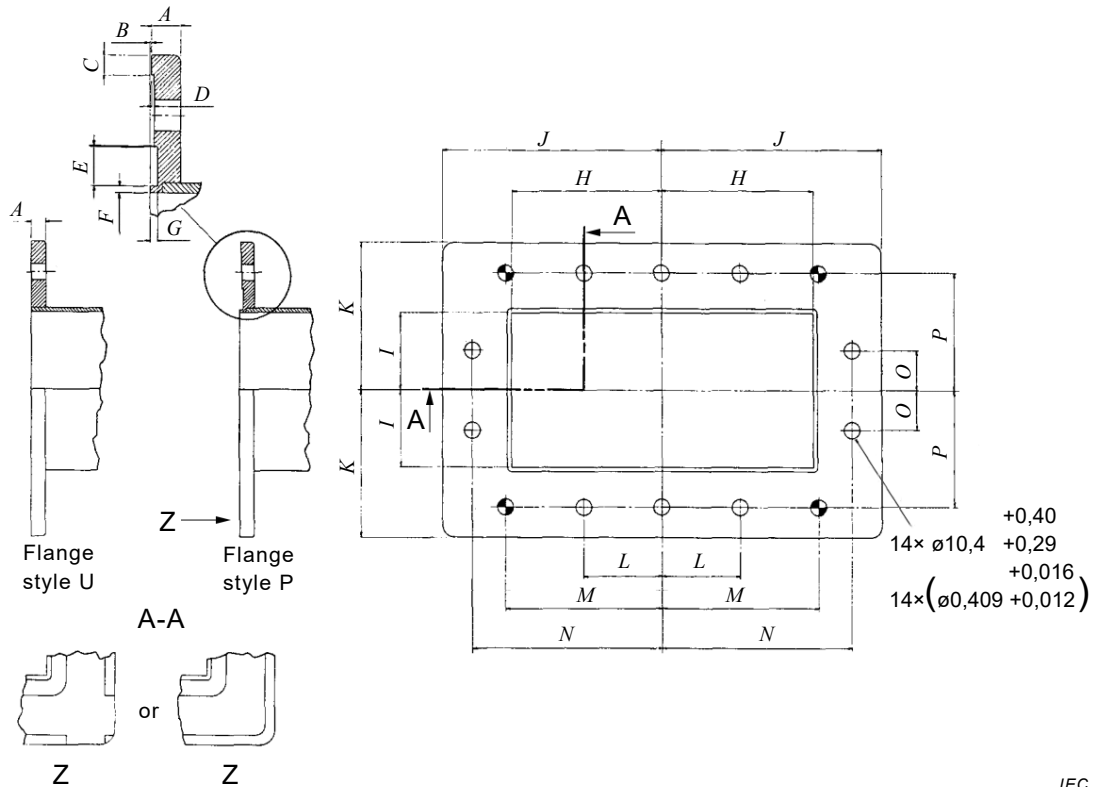 A
B
C
D
E
F
G
A
J J
H H
A
K
I
P
O
A
I
K
O
P
Z
Flange
style U
Flange
style P
L L
M M
N N
+0,40
14× ø10,4 +0,29
+0,016
14×(ø0,409 +0,012)
A-A
or
Z Z
IEC